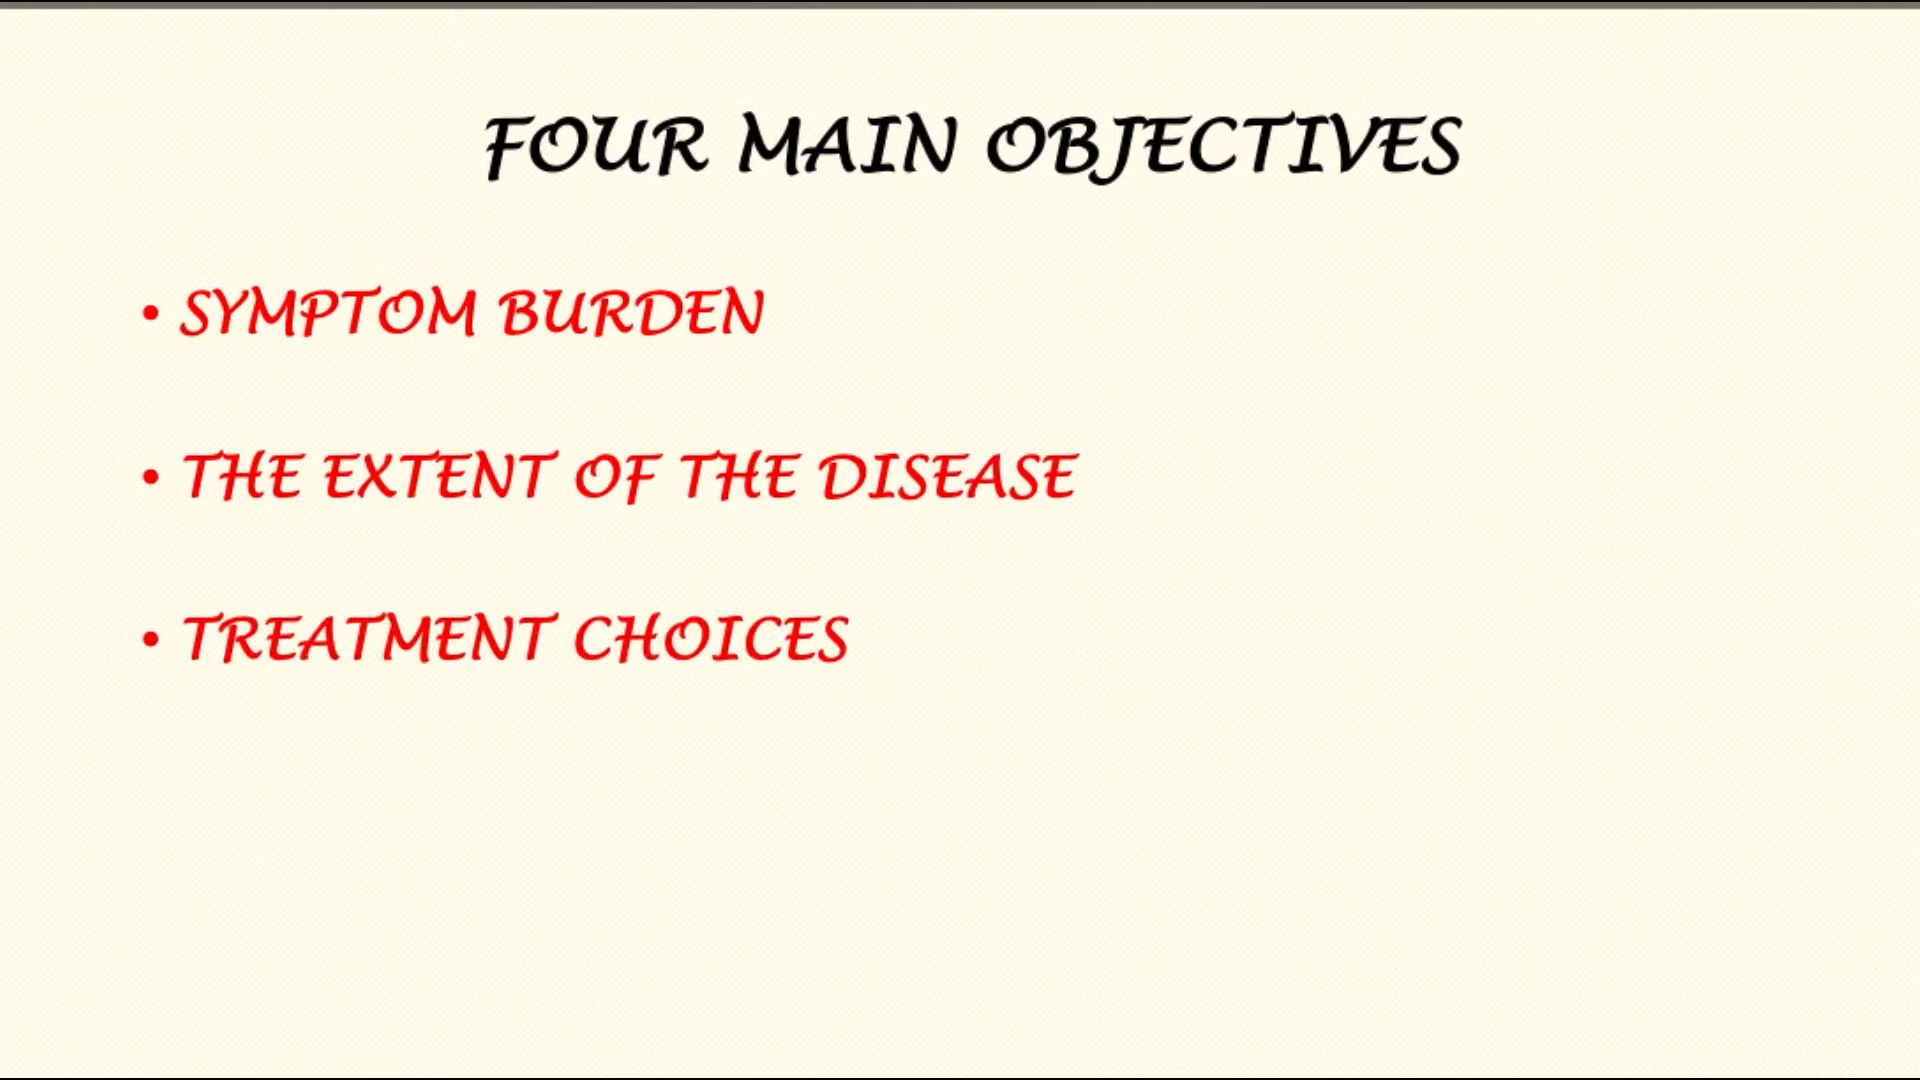 FOUR MAIN OBJECTIVES
• SYMPTOM BURDEN
• THE EXTENT OF THE DISEASE
• TREATMENT CHOICES